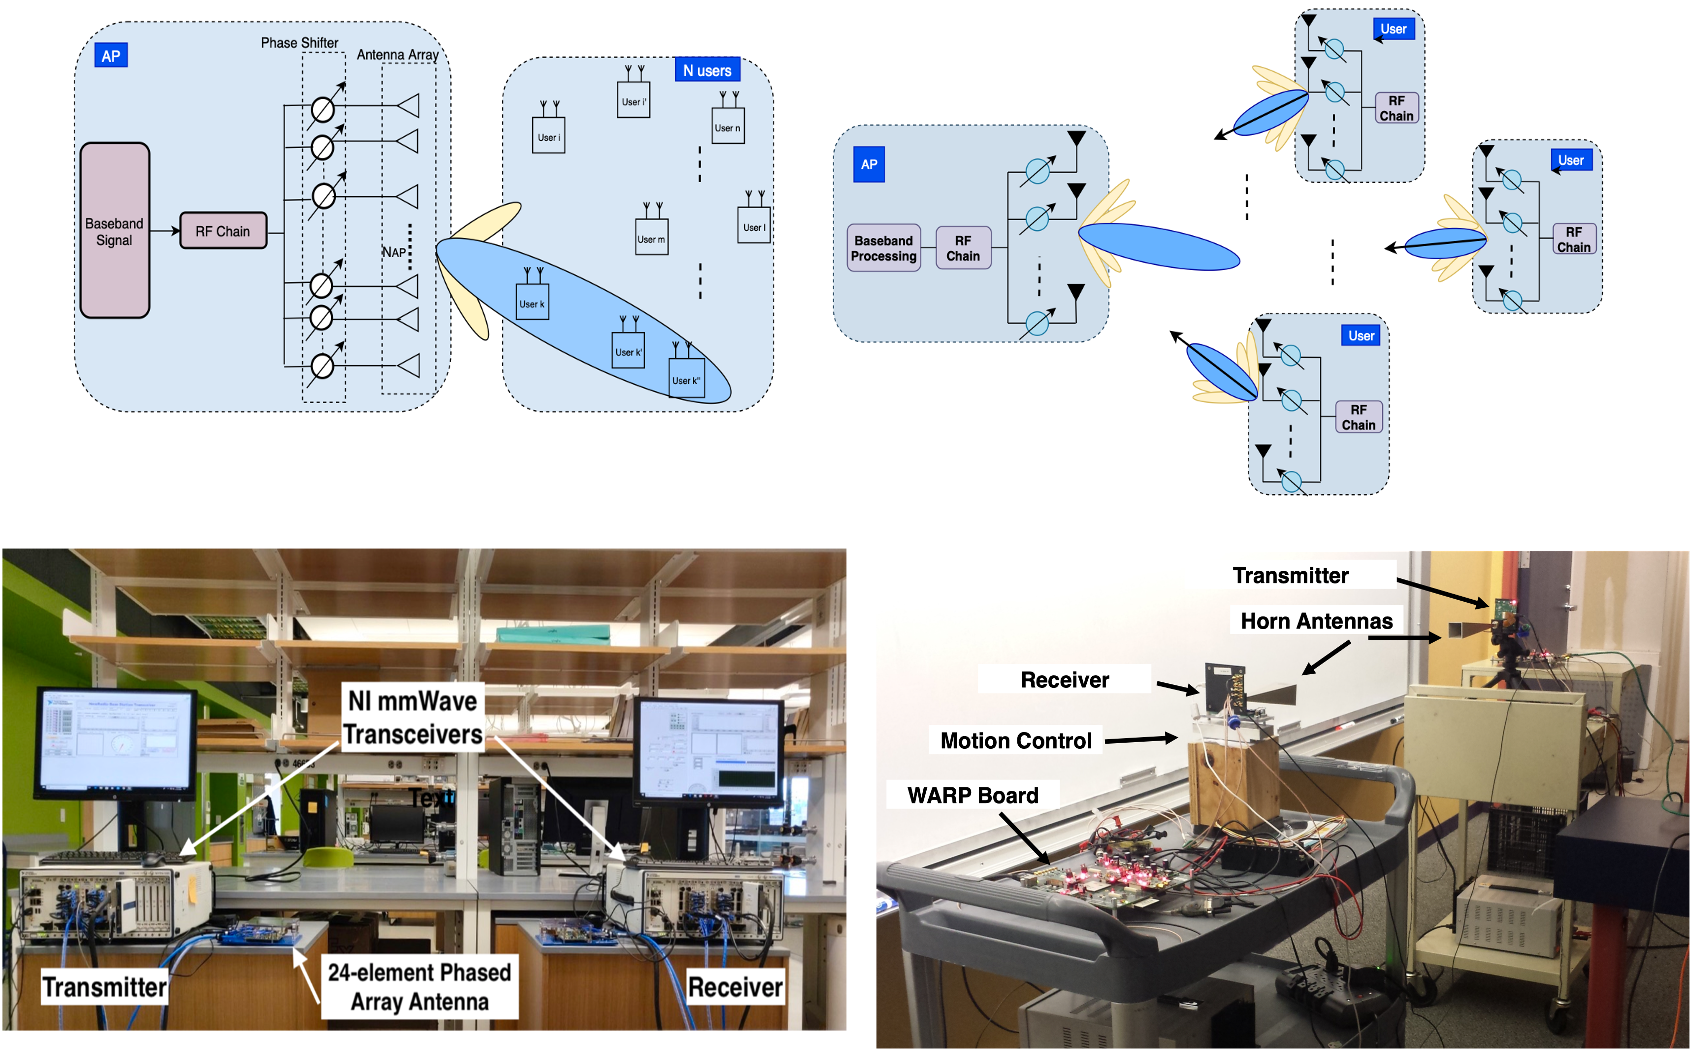 AP
Phase Shifter
Antenna Array
Baseband
Signal
RF Chain
NAP
N users
User i
User i'
User n
User m
User l
User k
User k'
User k''
AP
Baseband
Processing
RF
Chain
User
RF
Chain
User
RF
Chain
User
RF
Chain
NI mmWave
Transceivers
46693
Text
Transmitter
24-element Phased
Array Antenna
Receiver
Transmitter
Horn Antennas
Receiver
Motion Control
WARP Board